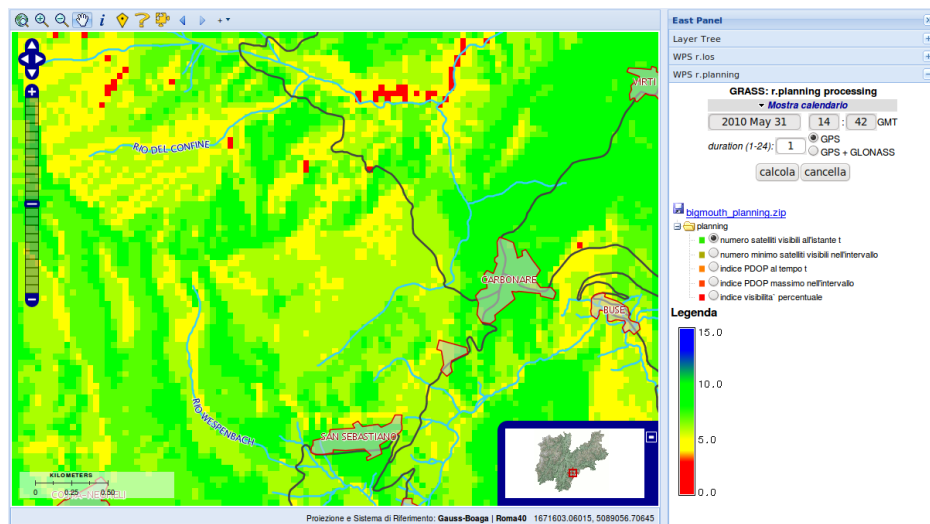 East Panel
Layer Tree
WPS r.los
WPS r.planning
GRASS: r.planning processing
Mostra calendario
2010 May 31 14 : 42 GMT
duration (1-24): 1 GPS
GPS + GLONASS
calcola cancella
bigmouth_planning.zip
planning
numero satelliti visibili all'istante t
numero minimo satelliti visibili nell'intervallo
indice PDOP al tempo t
indice PDOP massimo nell'intervallo
indice visibilita` percentuale
Legenda
15.0
10.0
5.0
0.0
VIRTI
RIO DEL CONFINE
CARBONARE
BUSE
RIO WESPENBACH
SAN SEBASTIANO
KILOMETERS
0 0.25 0.50
Proiezione e Sistema di Riferimento: Gauss-Boaga | Roma40 1671603.06015, 5089056.70645